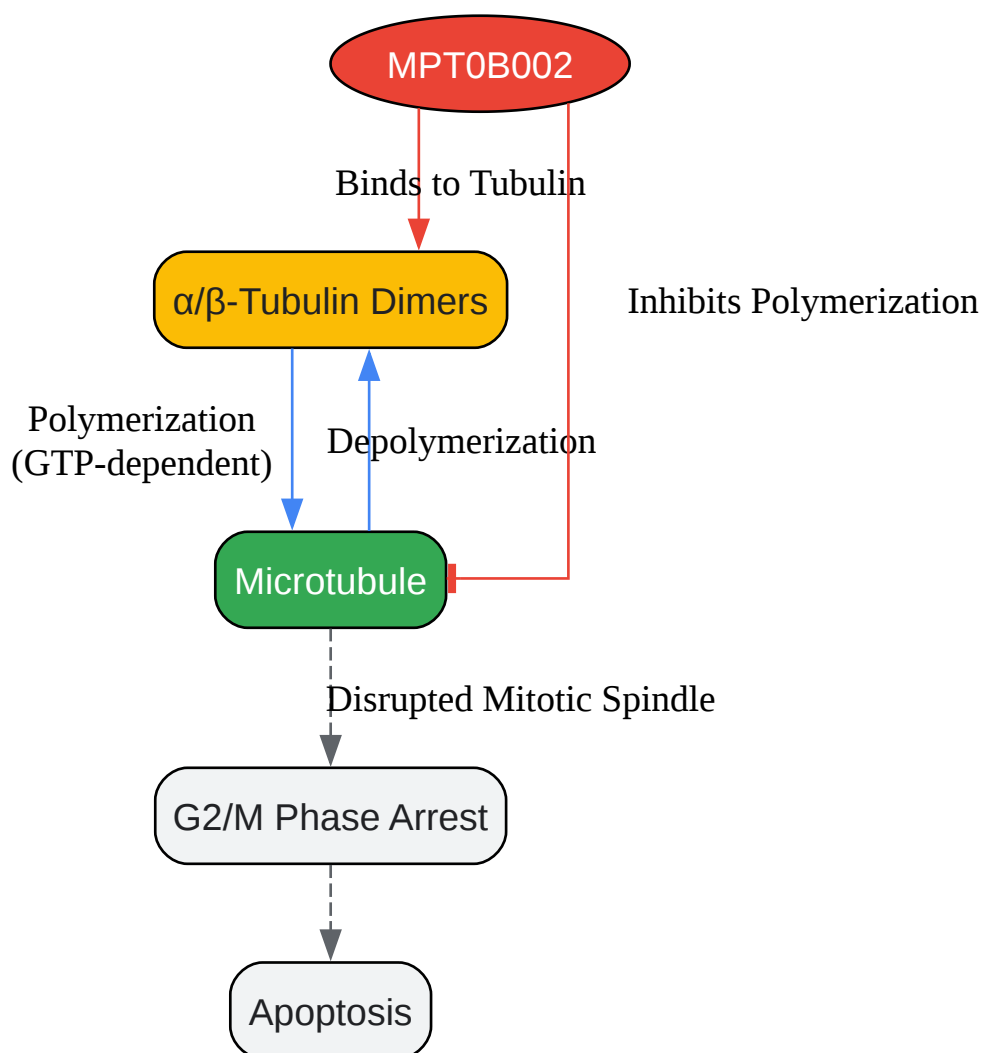 MPT0B002
Binds to Tubulin
α/β-Tubulin Dimers
Inhibits Polymerization
Polymerization
(GTP-dependent)
Depolymerization
Microtubule
Disrupted Mitotic Spindle
G2/M Phase Arrest
Apoptosis